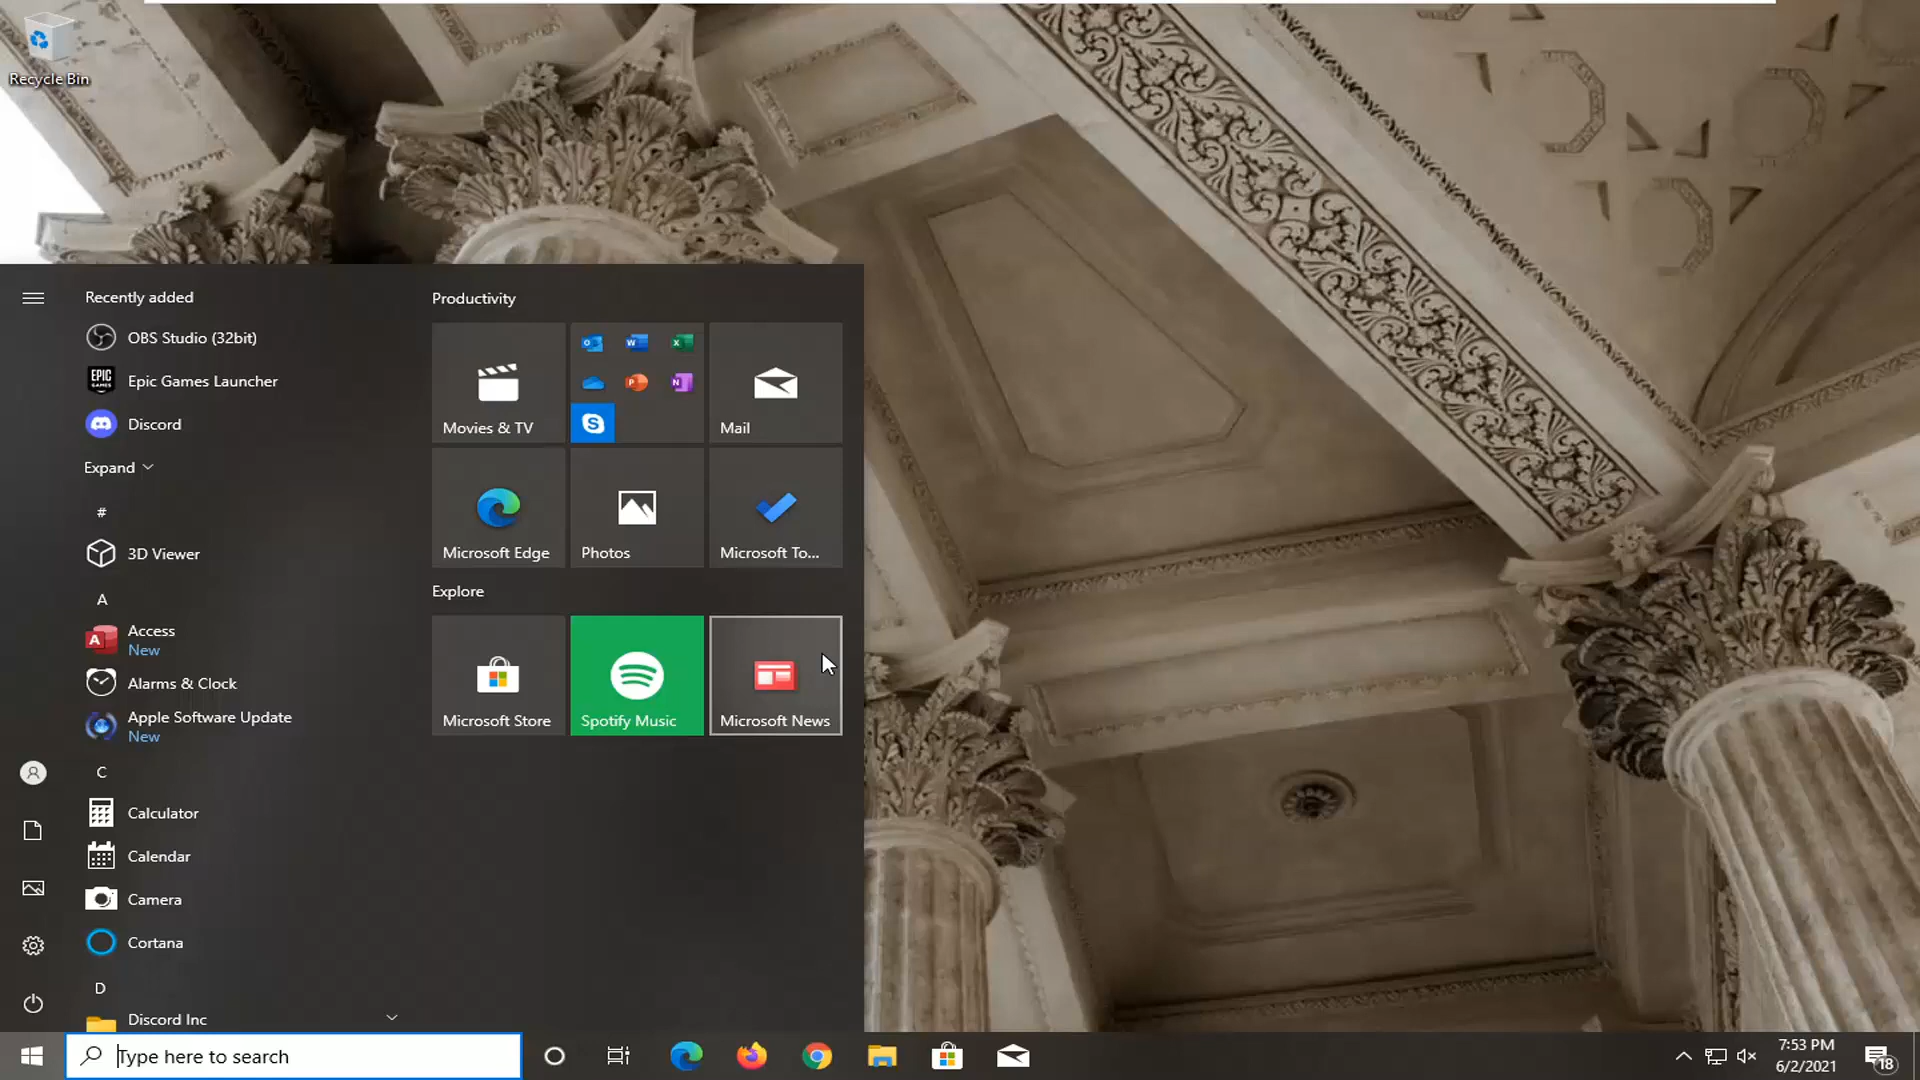 Recycle Bin
Recently added
OBS Studio (32bit)
EPIC GAMES
Epic Games Launcher
Discord
Expand
#
3D Viewer
A
A
Access
New
Alarms & Clock
Apple Software Update
New
C
Calculator
Calendar
Camera
Cortana
D
Discord Inc
Productivity
Movies & TV
O
W
X
P
N
S
Mail
Microsoft Edge
Photos
Microsoft To...
Explore
Microsoft Store
Spotify Music
Microsoft News
Type here to search
7:53 PM
6/2/2021
18